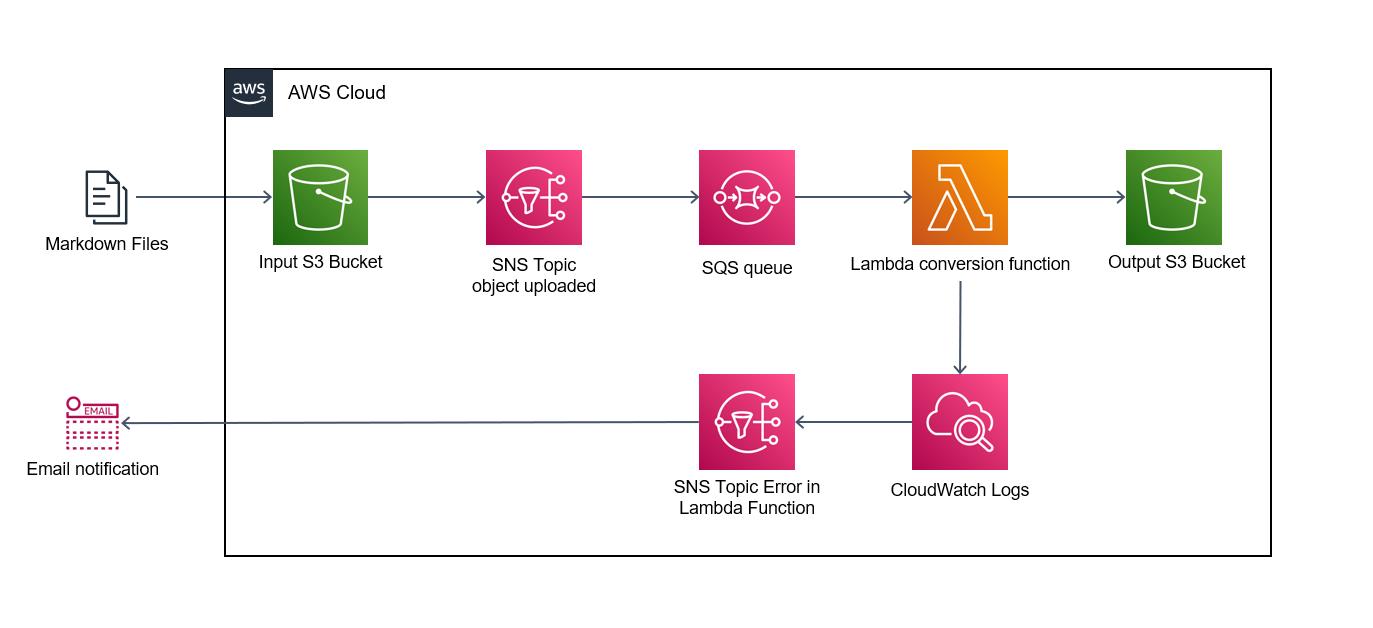 aws
AWS Cloud
Markdown Files
Input S3 Bucket
SNS Topic
object uploaded
SQS queue
Lambda conversion function
Output S3 Bucket
EMAIL
Email notification
SNS Topic Error in
Lambda Function
CloudWatch Logs